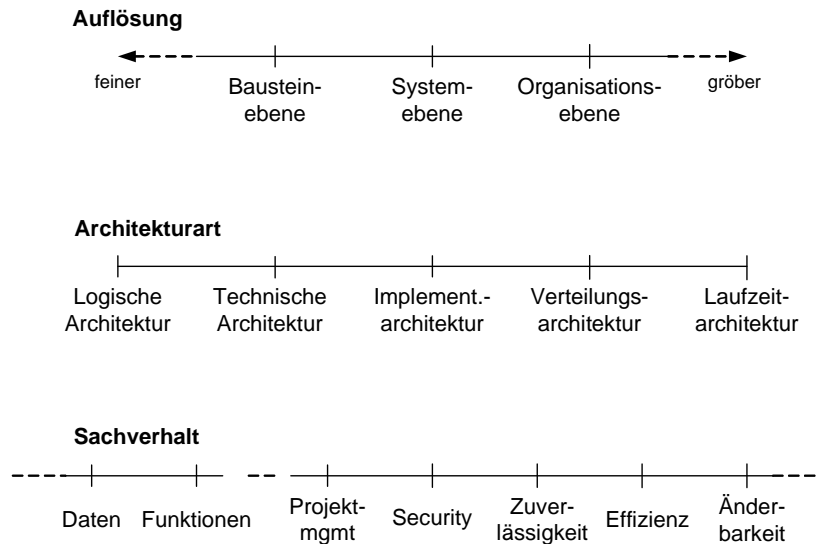 Auflösung
feiner
Baustein-
ebene
System-
ebene
Organisations-
ebene
gröber
Architekturart
Logische
Architektur
Technische
Architektur
Implement.-
architektur
Verteilungs-
architektur
Laufzeit-
architektur
Sachverhalt
Daten
Funktionen
Projekt-
mgmt
Security
Zuver-
lässigkeit
Effizienz
Änder-
barkeit